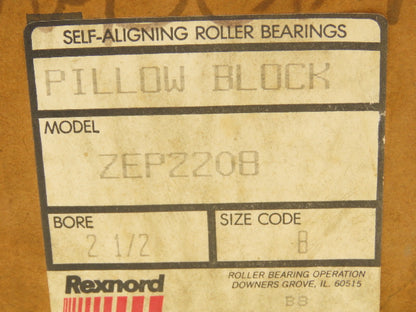 SELF-ALIGNING ROLLER BEARINGS
PILLOW BLOCK
MODEL
ZEP2208
BORE
2 1/2
SIZE CODE
8
Rexnord
ROLLER BEARING OPERATION
DOWNERS GROVE, IL. 60515